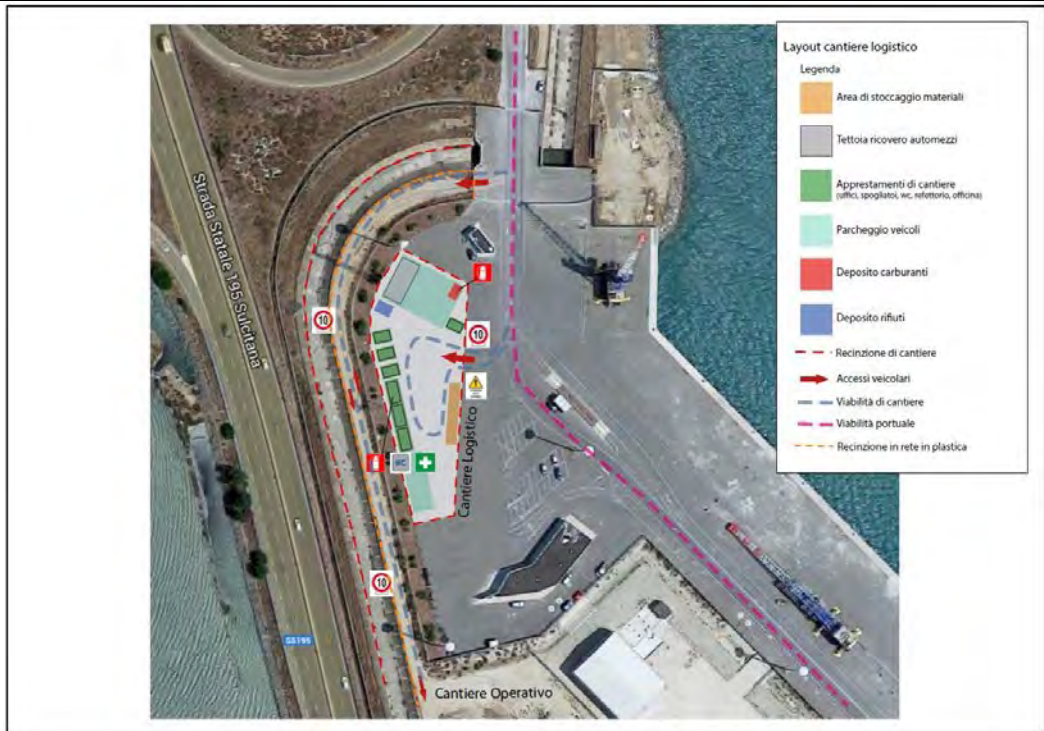 Layout cantiere logistico
Legenda
Area di stoccaggio materiali
Tettoia ricovero automezzi
Apprestamenti di cantiere
(uffici, spogliatoi, wc, refettorio, officina)
Parcheggio veicoli
Deposito carburanti
Deposito rifiuti
Recinzione di cantiere
Accessi veicolari
Viabilità di cantiere
Viabilità portuale
Recinzione in rete in plastica
Strada Statale 195 Sulcitana
10
10
Cantiere Logistico
WC
10
SS195
Cantiere Operativo